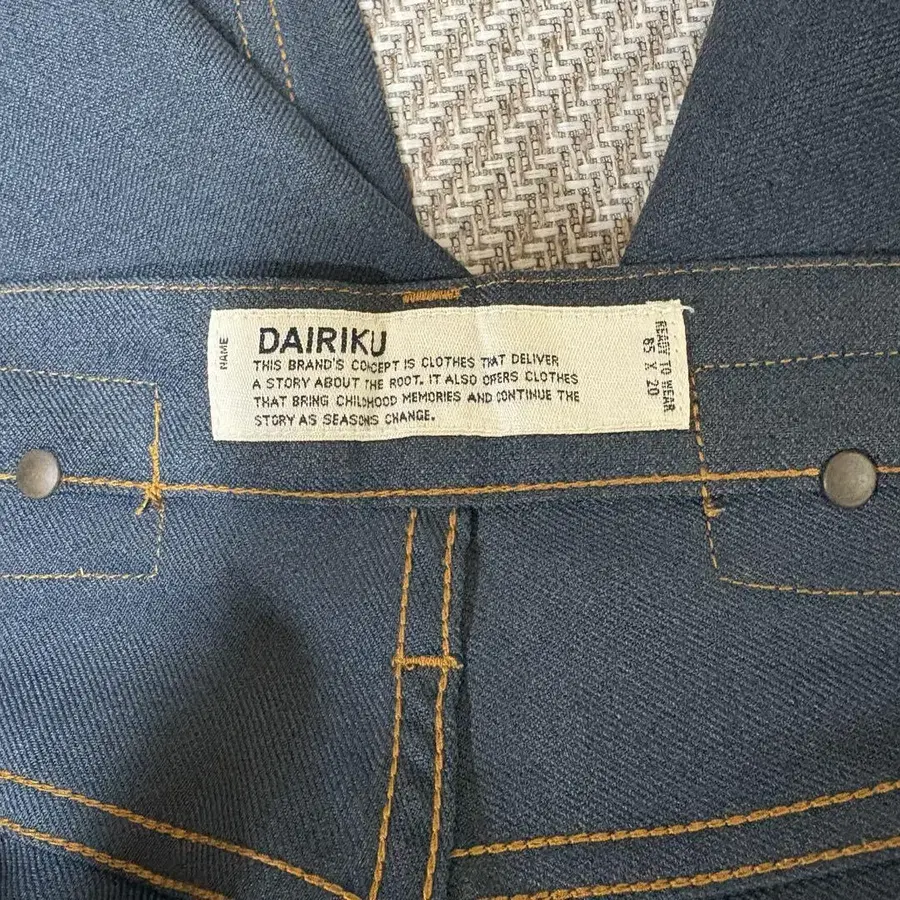 NAME
DAIRIKU
THIS BRAND'S CONCEPT IS CLOTHES THAT DELIVER
A STORY ABOUT THE ROOT. IT ALSO OFFERS CLOTHES
THAT BRING CHILDHOOD MEMORIES AND CONTINUE THE
STORY AS SEASONS CHANGE.
READY TO WEAR
65 X 20